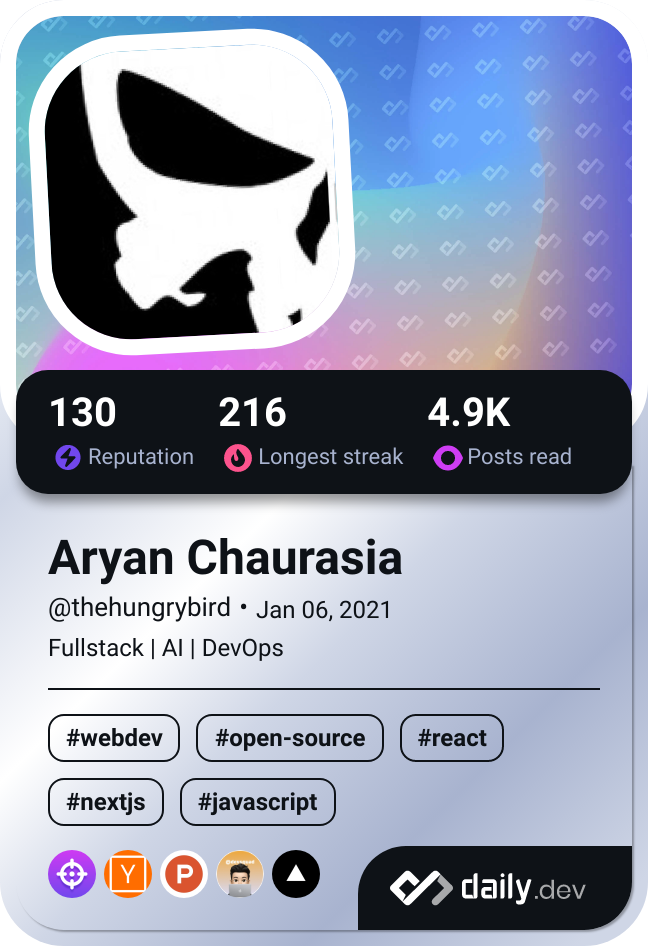 130 216 4.9K
Reputation Longest streak Posts read
Aryan Chaurasia
@thehungrybird • Jan 06, 2021
Fullstack | AI | DevOps
#webdev #open-source #react
#nextjs #javascript
Y P
daily.dev